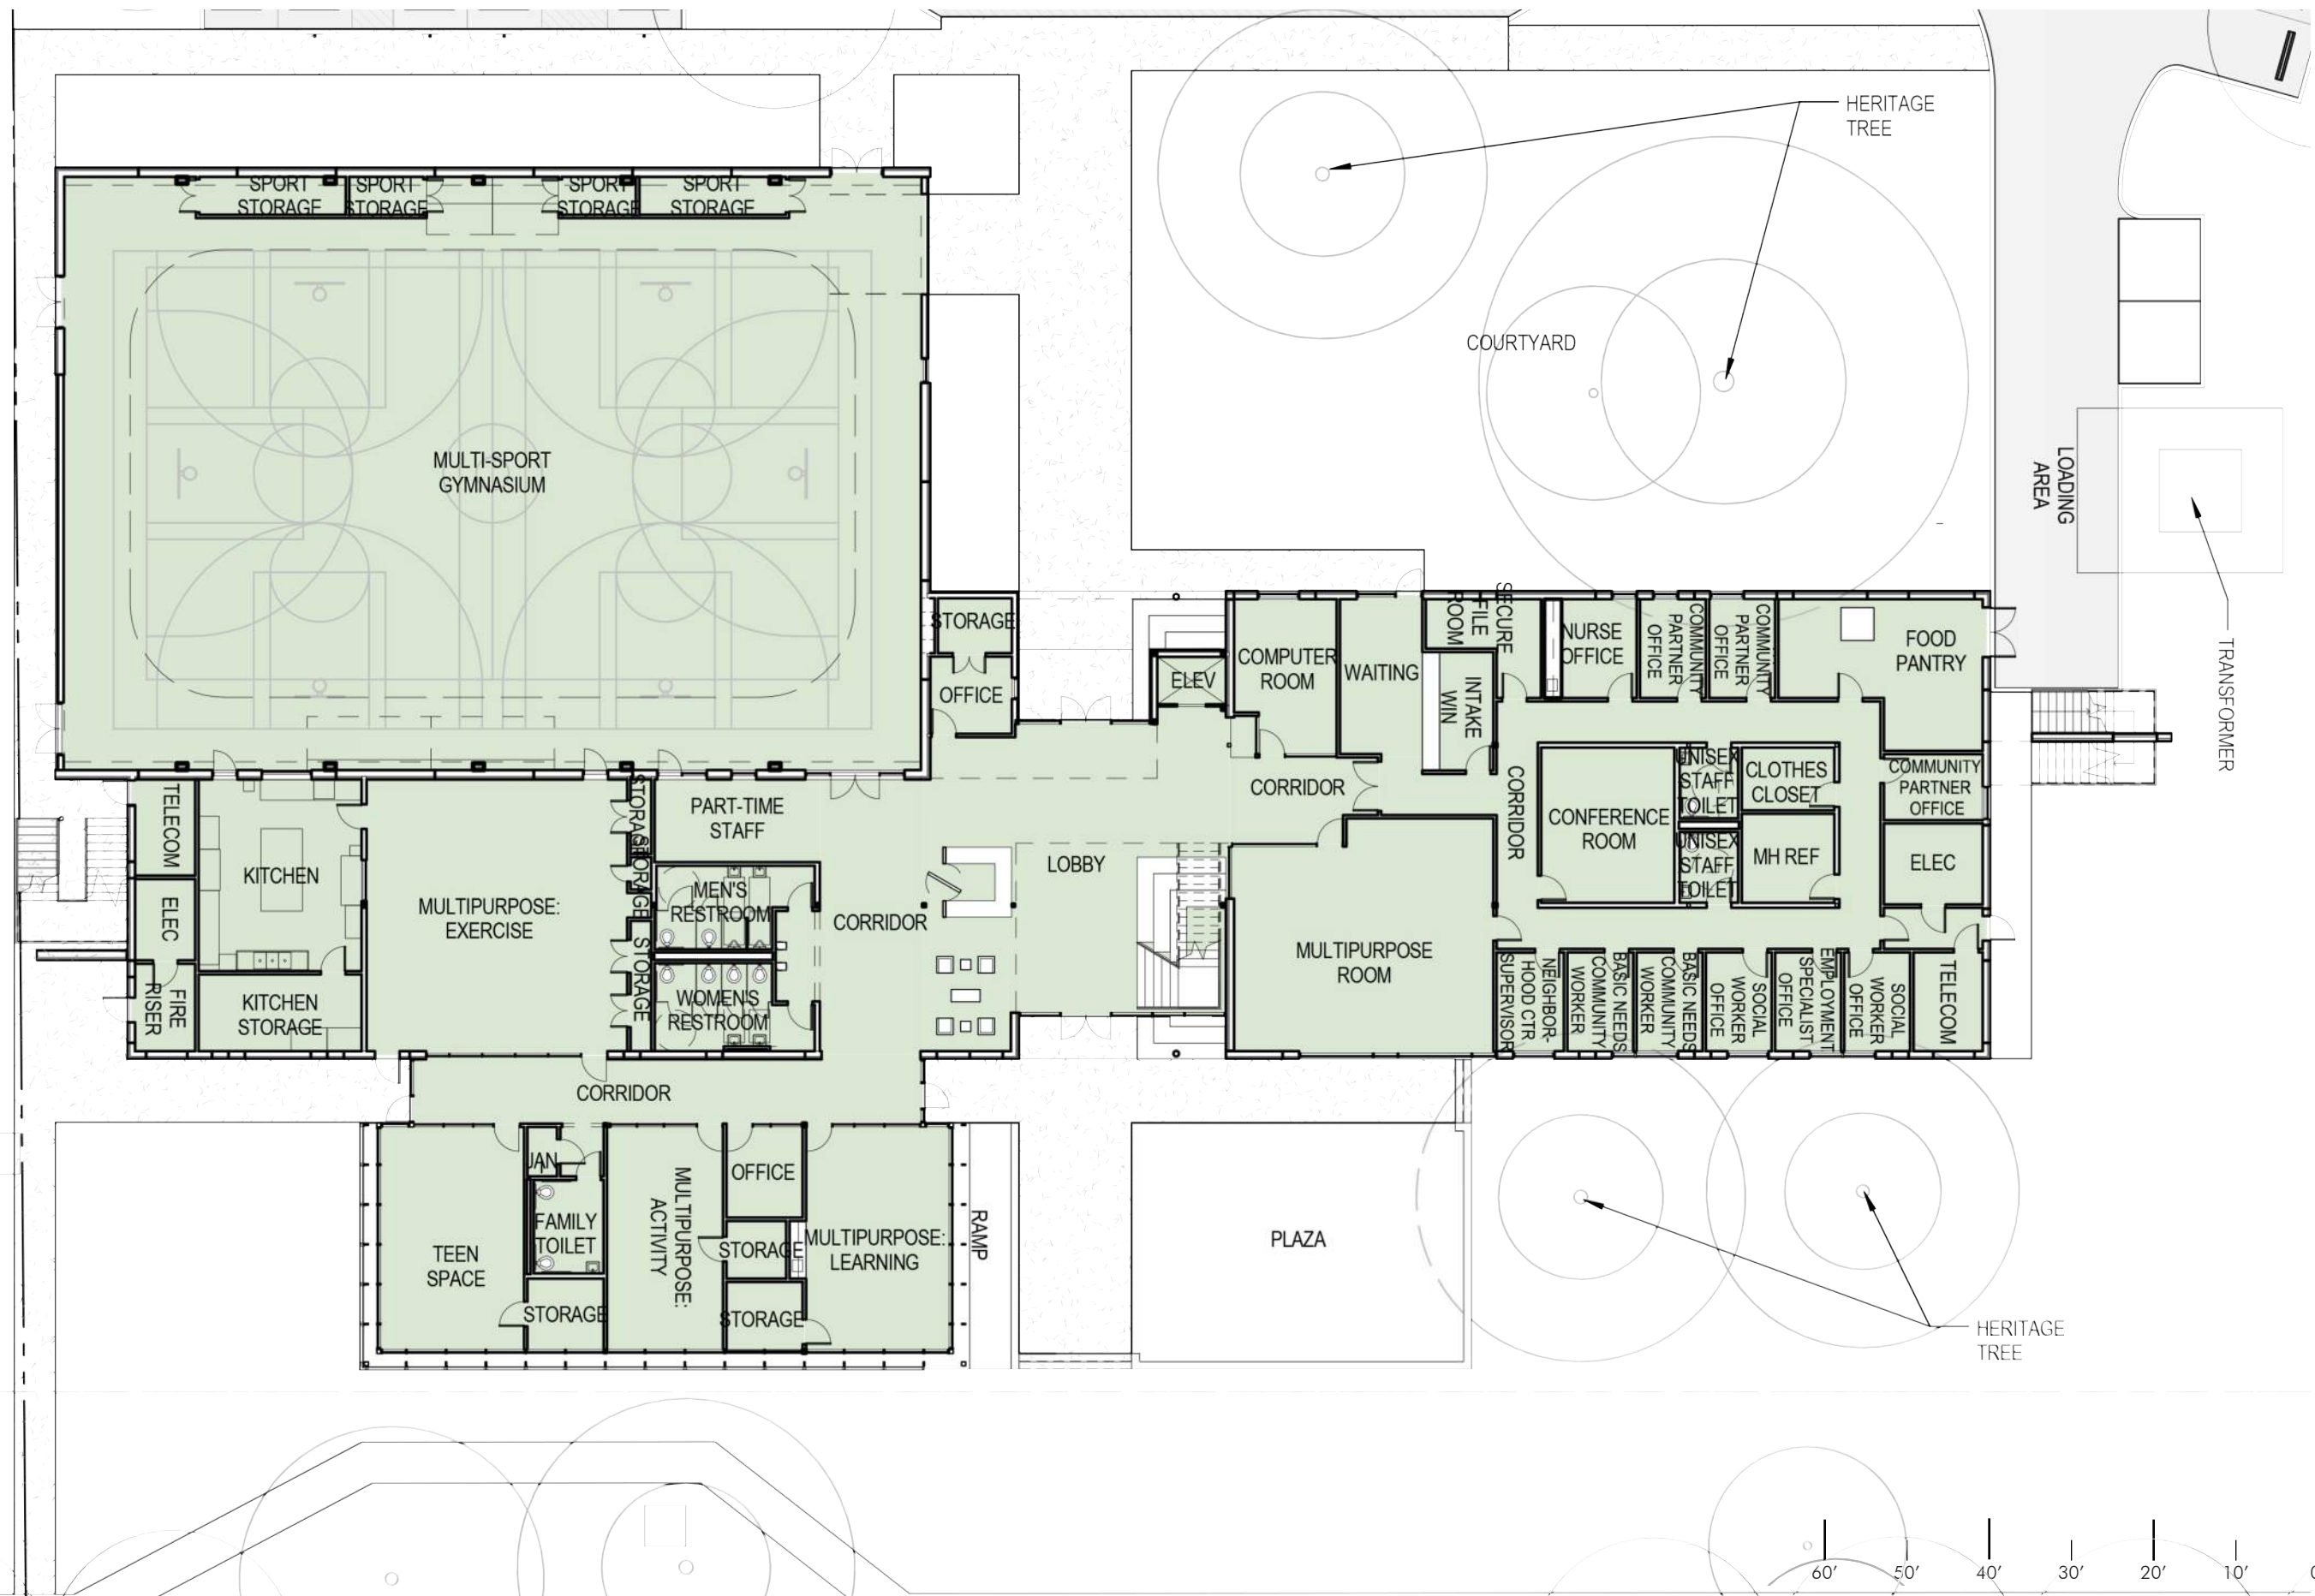 HERITAGE
TREE
SPORT
STORAGE
SPORT
STORAGE
SPORT
STORAGE
SPORT
STORAGE
COURTYARD
MULTI-SPORT
GYMNASIUM
LOADING
AREA
TRANSFORMER
STORAGE
OFFICE
ELEV
COMPUTER
ROOM
WAITING
SECURE
FILE
ROOM
INTAKE
WIN
NURSE
OFFICE
COMMUNITY
PARTNER
OFFICE
COMMUNITY
PARTNER
OFFICE
FOOD
PANTRY
TELECOM
KITCHEN
STORAGE
PART-TIME
STAFF
CORRIDOR
CORRIDOR
CONFERENCE
ROOM
UNISEX
STAFF
TOILET
CLOTHES
CLOSET
COMMUNITY
PARTNER
OFFICE
UNISEX
STAFF
TOILET
MH REF
ELEC
LOBBY
ELEC
MULTIPURPOSE:
EXERCISE
STORAGE
MEN'S
RESTROOM
CORRIDOR
MULTIPURPOSE
ROOM
FIRE
RISER
KITCHEN
STORAGE
STORAGE
WOMEN'S
RESTROOM
NEIGHBOR-
HOOD CTR
SUPERVISOR
BASIC NEEDS
COMMUNITY
WORKER
BASIC NEEDS
COMMUNITY
WORKER
SOCIAL
WORKER
OFFICE
EMPLOYMENT
SPECIALIST
OFFICE
SOCIAL
WORKER
OFFICE
TELECOM
CORRIDOR
JAN
OFFICE
FAMILY
TOILET
MULTIPURPOSE:
ACTIVITY
TEEN
SPACE
STORAGE
MULTIPURPOSE:
LEARNING
RAMP
PLAZA
STORAGE
STORAGE
HERITAGE
TREE
60' 50' 40' 30' 20' 10' 0